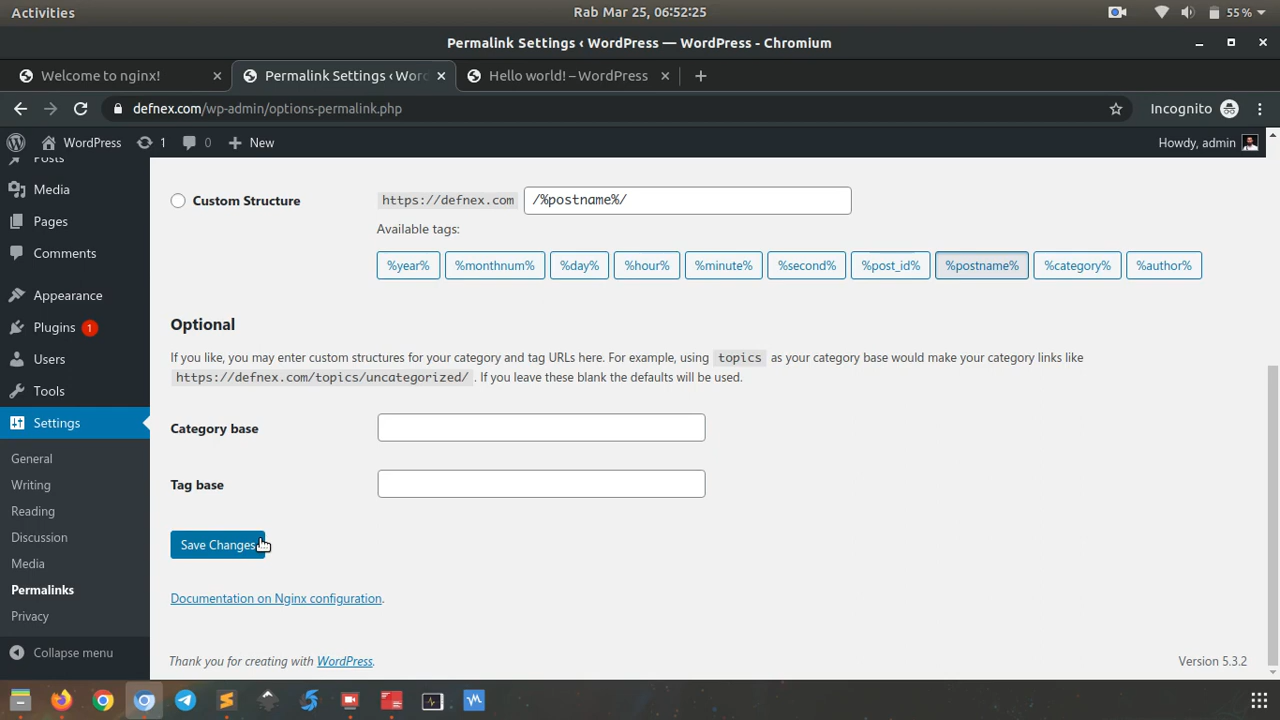 Activities
Rab Mar 25, 06:52:25
55 %
Permalink Settings ‹ WordPress — WordPress - Chromium
Welcome to nginx!
Permalink Settings ‹ Word
Hello world! – WordPress
defnex.com/wp-admin/options-permalink.php
Incognito
WordPress
1
0
New
Howdy, admin
Posts
Media
Pages
Comments
Appearance
Plugins 1
Users
Tools
Settings
General
Writing
Reading
Discussion
Media
Permalinks
Privacy
Collapse menu
Custom Structure
https://defnex.com
/%postname%/
Available tags:
%year%
%monthnum%
%day%
%hour%
%minute%
%second%
%post_id%
%postname%
%category%
%author%
Optional
If you like, you may enter custom structures for your category and tag URLs here. For example, using topics as your category base would make your category links like
https://defnex.com/topics/uncategorized/ . If you leave these blank the defaults will be used.
Category base
Tag base
Save Changes
Documentation on Nginx configuration.
Thank you for creating with WordPress.
Version 5.3.2